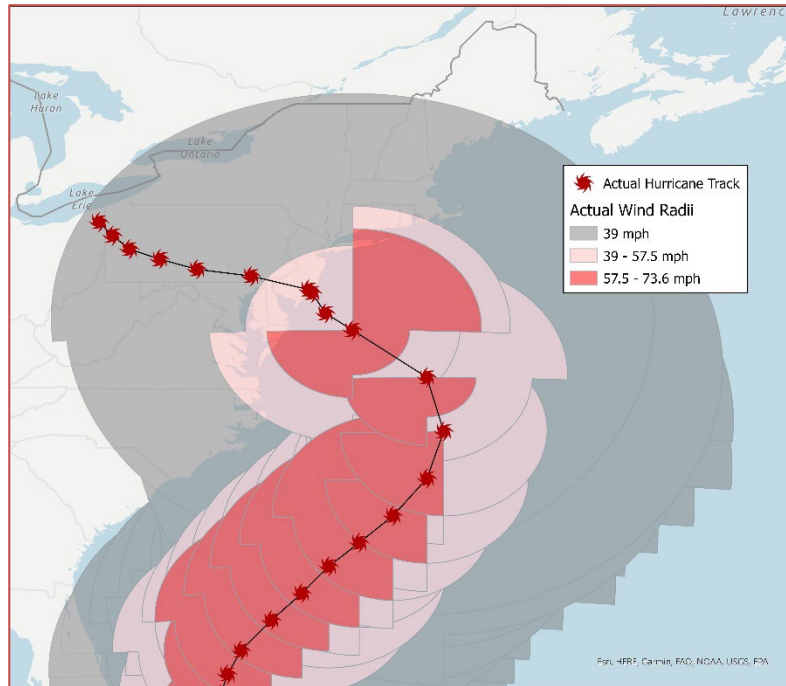 Lawrenc
Lake
Huron
Lake
Ontario
Lake
Erie
Actual Hurricane Track
Actual Wind Radii
39 mph
39 - 57.5 mph
57.5 - 73.6 mph
Esri, HERE, Garmin, FAO, NOAA, USGS, EPA